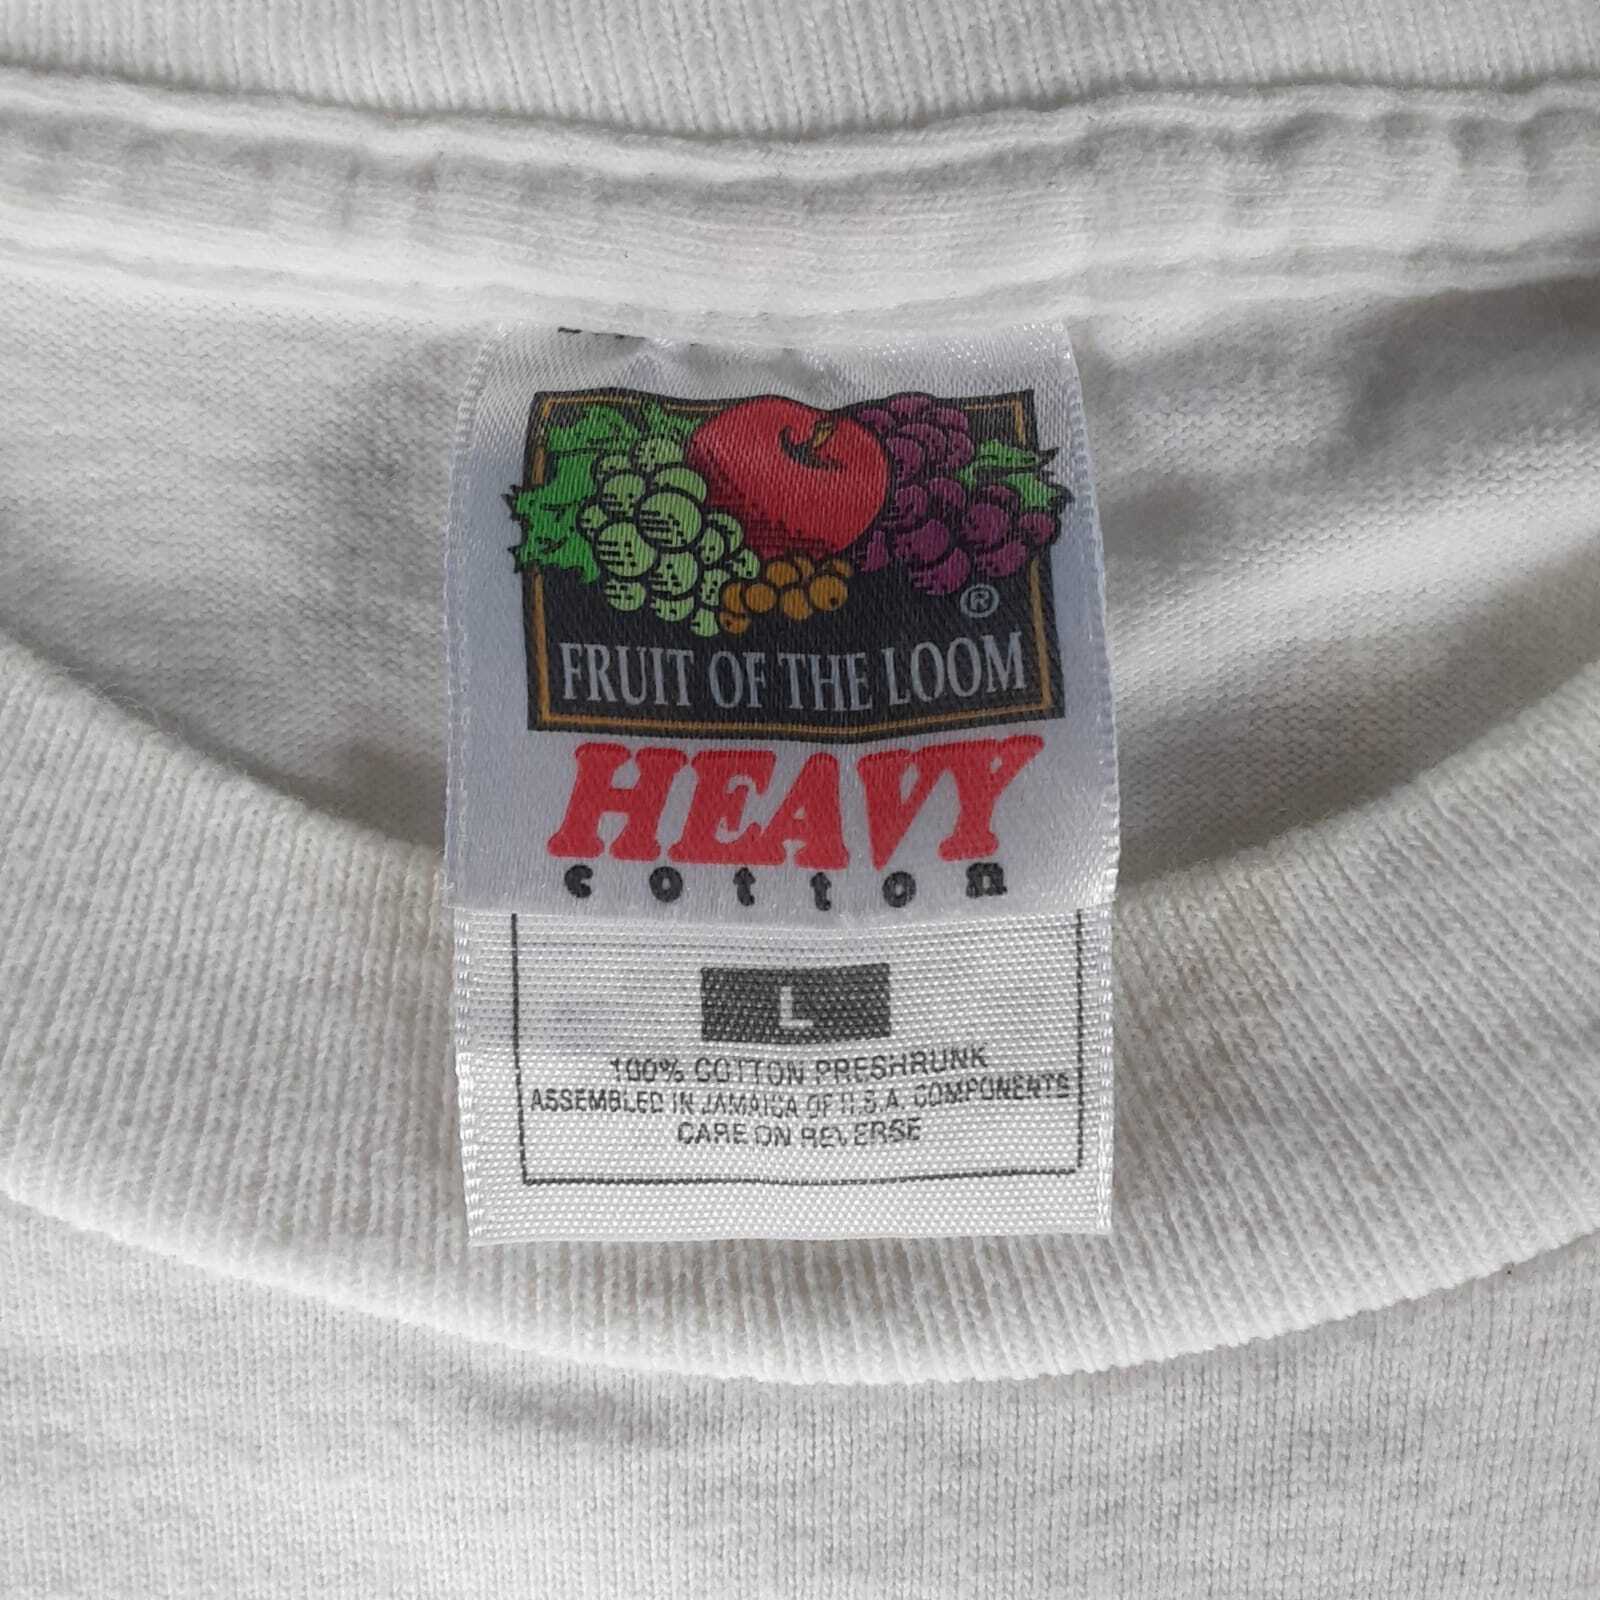 ®
FRUIT OF THE LOOM
HEAVY
cotton
L
100% COTTON PRESHRUNK
ASSEMBLED IN JAMAICA OF U.S.A. COMPONENTS
CARE ON REVERSE